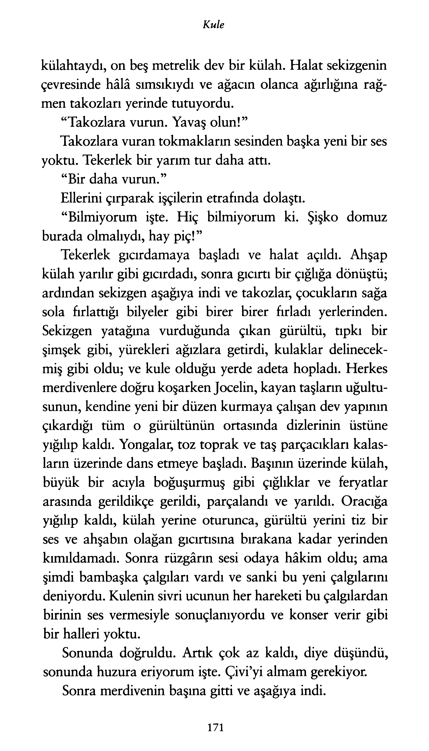 Kule
külahtaydı, on beş metrelik dev bir külah. Halat sekizgenin
çevresinde hâlâ sımsıkıydı ve ağacın olanca ağırlığına rağ-
men takozları yerinde tutuyordu.
“Takozlara vurun. Yavaş olun!”
Takozlara vuran tokmakların sesinden başka yeni bir ses
yoktu. Tekerlek bir yarım tur daha attı.
“Bir daha vurun.”
Ellerini çırparak işçilerin etrafında dolaştı.
“Bilmiyorum işte. Hiç bilmiyorum ki. Şişko domuz
burada olmalıydı, hay piç!”
Tekerlek gıcırdamaya başladı ve halat açıldı. Ahşap
külah yarılır gibi gıcırdadı, sonra gıcırtı bir çığlığa dönüştü;
ardından sekizgen aşağıya indi ve takozlar, çocukların sağa
sola fırlattığı bilyeler gibi birer birer fırladı yerlerinden.
Sekizgen yatağına vurduğunda çıkan gürültü, tıpkı bir
şimşek gibi, yürekleri ağızlara getirdi, kulaklar delinecek-
miş gibi oldu; ve kule olduğu yerde adeta hopladı. Herkes
merdivenlere doğru koşarken Jocelin, kayan taşların uğultu-
sunun, kendine yeni bir düzen kurmaya çalışan dev yapının
çıkardığı tüm o gürültünün ortasında dizlerinin üstüne
yığılıp kaldı. Yongalar, toz toprak ve taş parçacıkları kalas-
ların üzerinde dans etmeye başladı. Başının üzerinde külah,
büyük bir acıyla boğuşurmuş gibi çığlıklar ve feryatlar
arasında gerildikçe gerildi, parçalandı ve yarıldı. Oracığa
yığılıp kaldı, külah yerine oturunca, gürültü yerini tiz bir
ses ve ahşabın olağan gıcırtısına bırakana kadar yerinden
kımıldamadı. Sonra rüzgârın sesi odaya hâkim oldu; ama
şimdi bambaşka çalgıları vardı ve sanki bu yeni çalgılarını
deniyordu. Kulenin sivri ucunun her hareketi bu çalgılardan
birinin ses vermesiyle sonuçlanıyordu ve konser verir gibi
bir halleri yoktu.
Sonunda doğruldu. Artık çok az kaldı, diye düşündü,
sonunda huzura eriyorum işte. Çivi’yi almam gerekiyor.
Sonra merdivenin başına gitti ve aşağıya indi.
171